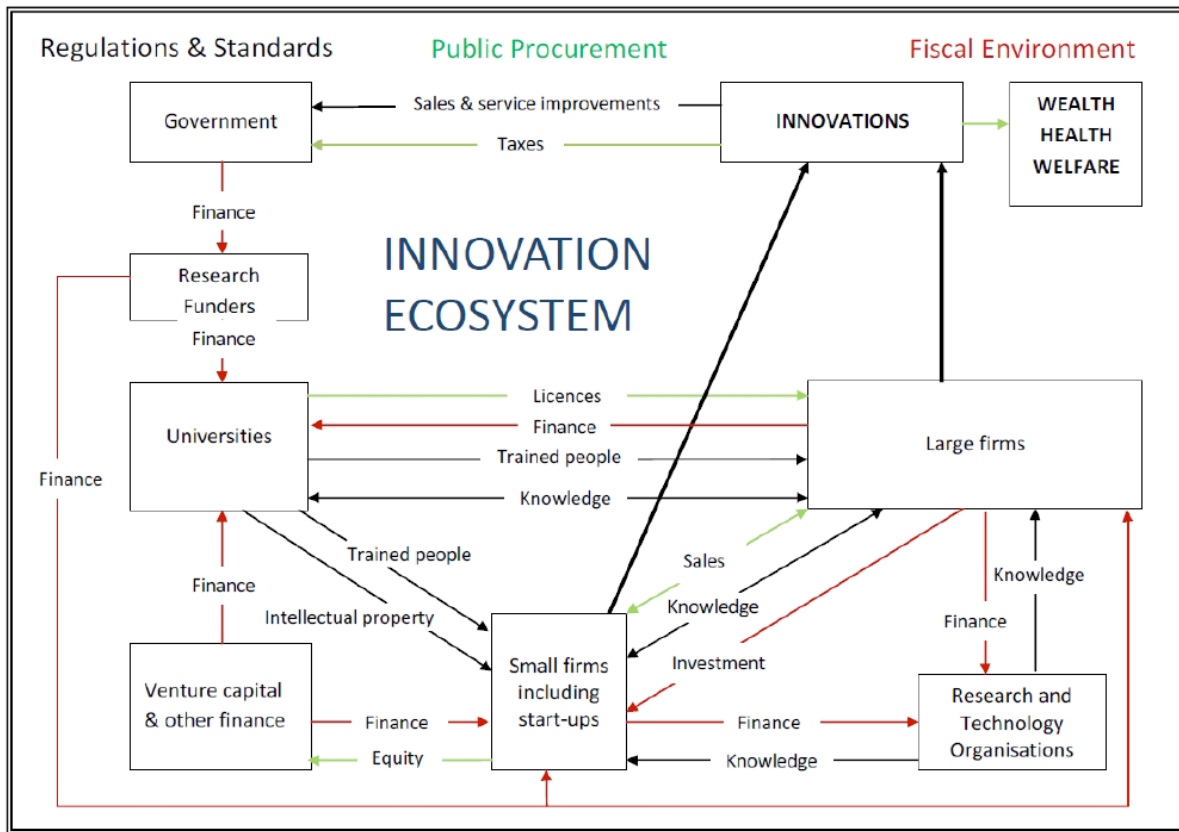 Regulations & Standards
Public Procurement
Fiscal Environment
Government
Sales & service improvements
Taxes
INNOVATIONS
WEALTH
HEALTH
WELFARE
Finance
INNOVATION
ECOSYSTEM
Research
Funders
Finance
Universities
Licences
Finance
Trained people
Knowledge
Large firms
Finance
Trained people
Intellectual property
Finance
Sales
Knowledge
Investment
Knowledge
Finance
Venture capital
& other finance
Finance
Equity
Small firms
including
start-ups
Finance
Knowledge
Research and
Technology
Organisations